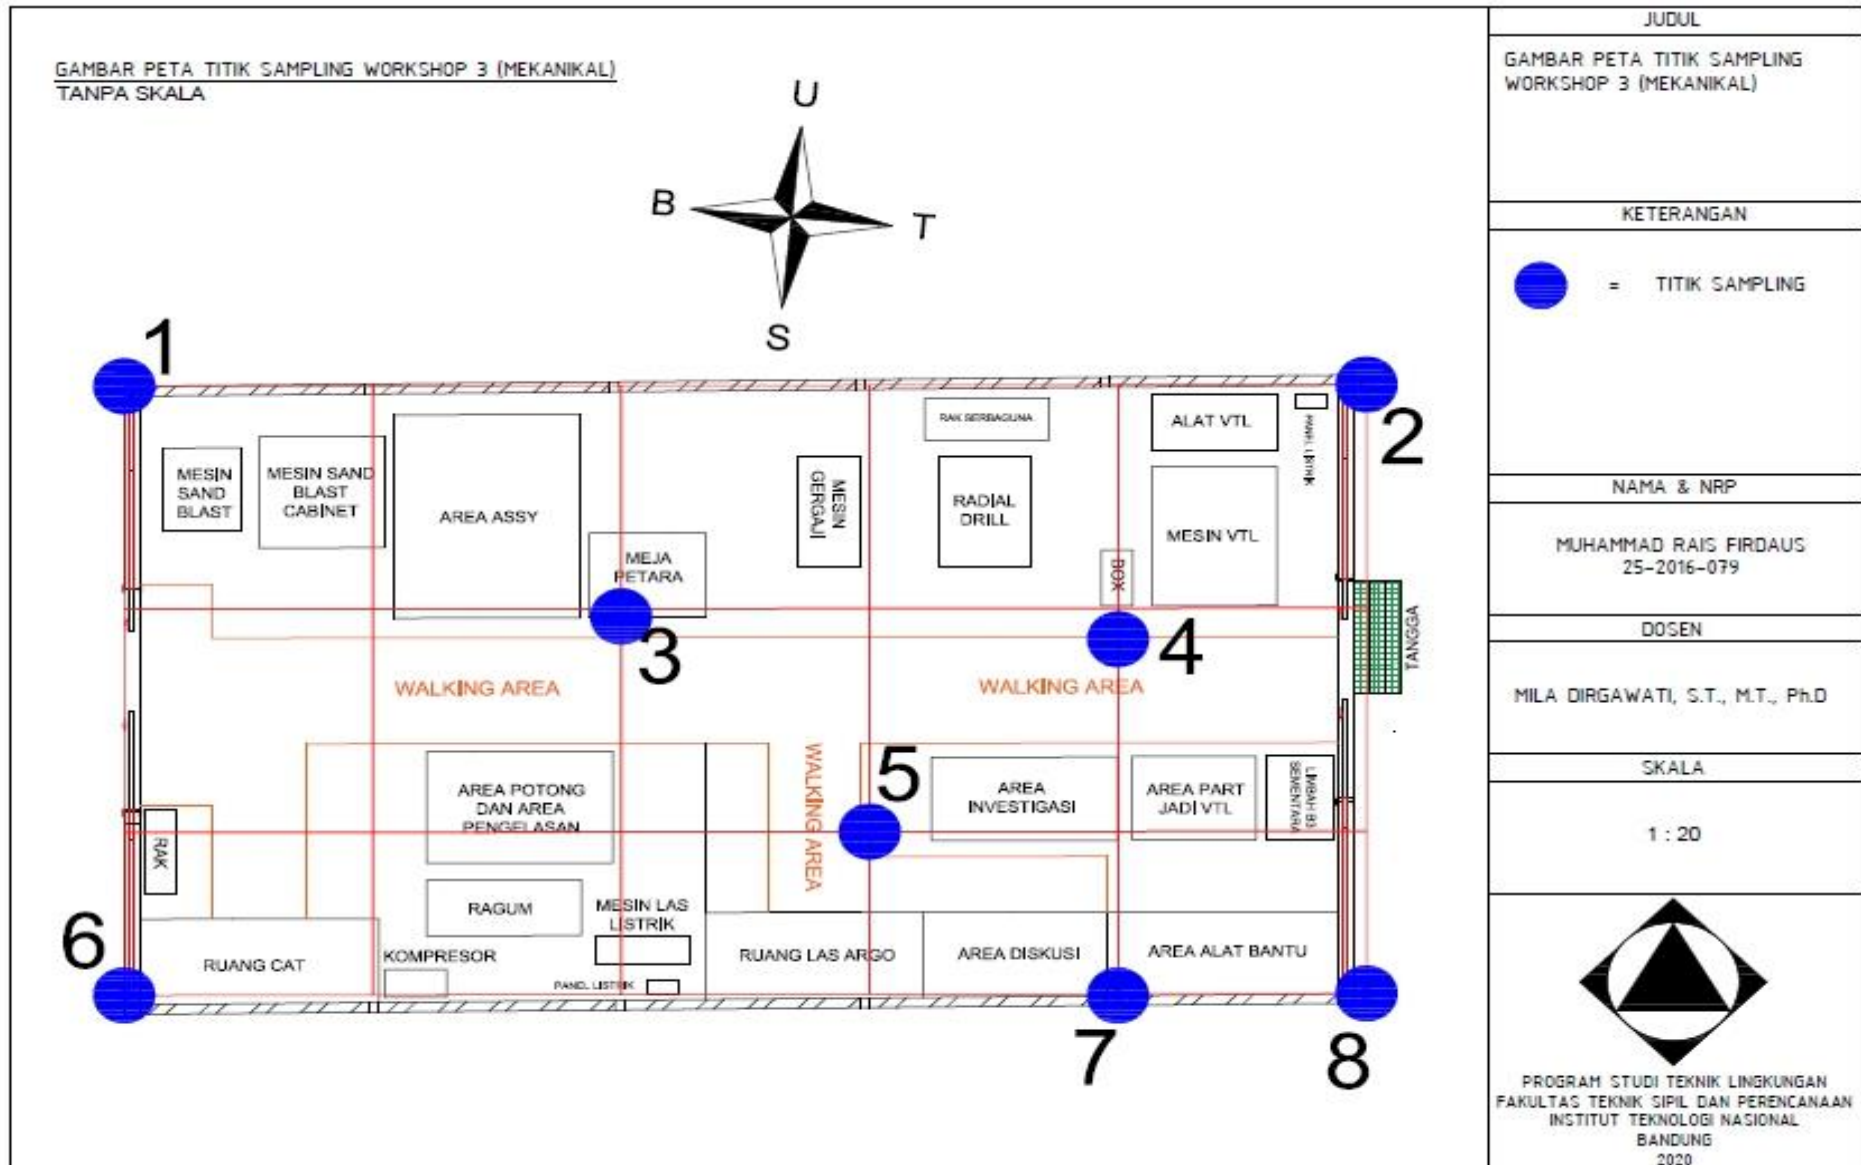 GAMBAR PETA TITIK SAMPLING WORKSHOP 3 (MEKANIKAL)
TANPA SKALA
U
B
T
S
1
2
MESIN
SAND
BLAST
MESIN SAND
BLAST
CABINET
AREA ASSY
MEJA
PETARA
MESIN
GERGAJI
RAK SERBAGUNA
RADIAL
DRILL
BOX
ALAT VTL
MESIN VTL
PANEL LISTRIK
TANGGA
3
4
WALKING AREA
WALKING AREA
WALKING AREA
5
AREA POTONG
DAN AREA
PENGELASAN
AREA
INVESTIGASI
AREA PART
JADI VTL
LIMBAH B3
SEMENTARA
RAK
RAGUM
MESIN LAS
LISTRIK
6
RUANG CAT
KOMPRESOR
PANEL LISTRIK
RUANG LAS ARGO
AREA DISKUSI
AREA ALAT BANTU
7
8
JUDUL
GAMBAR PETA TITIK SAMPLING
WORKSHOP 3 (MEKANIKAL)
KETERANGAN
= TITIK SAMPLING
NAMA & NRP
MUHAMMAD RAIS FIRDAUS
25-2016-079
DOSEN
MILA DIRGAWATI, S.T., M.T., Ph.D
SKALA
1 : 20
PROGRAM STUDI TEKNIK LINGKUNGAN
FAKULTAS TEKNIK SIPIL DAN PERENCANAAN
INSTITUT TEKNOLOGI NASIONAL
BANDUNG
2020